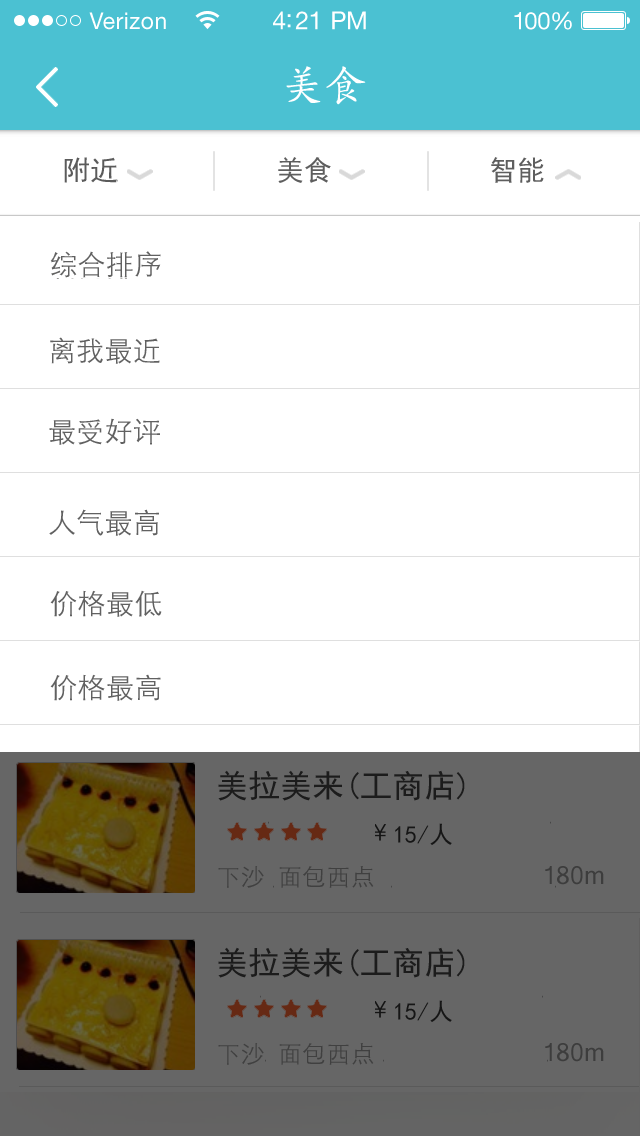 Verizon 4:21 PM 100%
美食
附近 美食 智能
综合排序
离我最近
最受好评
人气最高
价格最低
价格最高
美拉美来(工商店)
¥15/人
下沙 面包西点 180m
美拉美来(工商店)
¥15/人
下沙 面包西点 180m